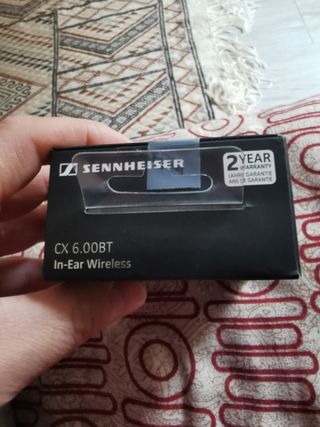 SENNHEISER
2 YEAR
WARRANTY
JAHRE GARANTIE
ANS DE GARANTIE
CX 6.00BT
In-Ear Wireless